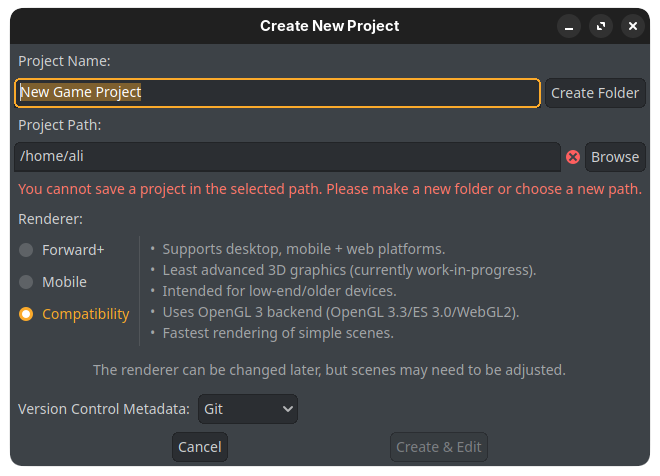 Create New Project
Project Name:
New Game Project
Create Folder
Project Path:
/home/ali
Browse
You cannot save a project in the selected path. Please make a new folder or choose a new path.
Renderer:
Forward+
Mobile
Compatibility
• Supports desktop, mobile + web platforms.
• Least advanced 3D graphics (currently work-in-progress).
• Intended for low-end/older devices.
• Uses OpenGL 3 backend (OpenGL 3.3/ES 3.0/WebGL2).
• Fastest rendering of simple scenes.
The renderer can be changed later, but scenes may need to be adjusted.
Version Control Metadata: Git
Cancel
Create & Edit